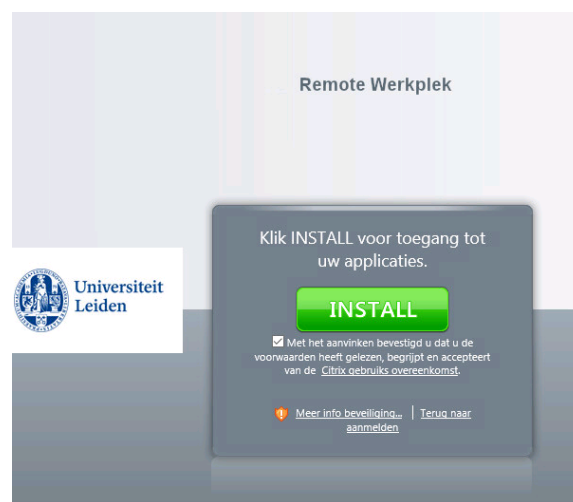 Remote Werkplek
Klik INSTALL voor toegang tot
uw applicaties.
Universiteit
Leiden
INSTALL
Met het aanvinken bevestigd u dat u de
voorwaarden heeft gelezen, begrijpt en accepteert
van de Citrix gebruiks overeenkomst.
Meer info beveiliging... | Terug naar
aanmelden